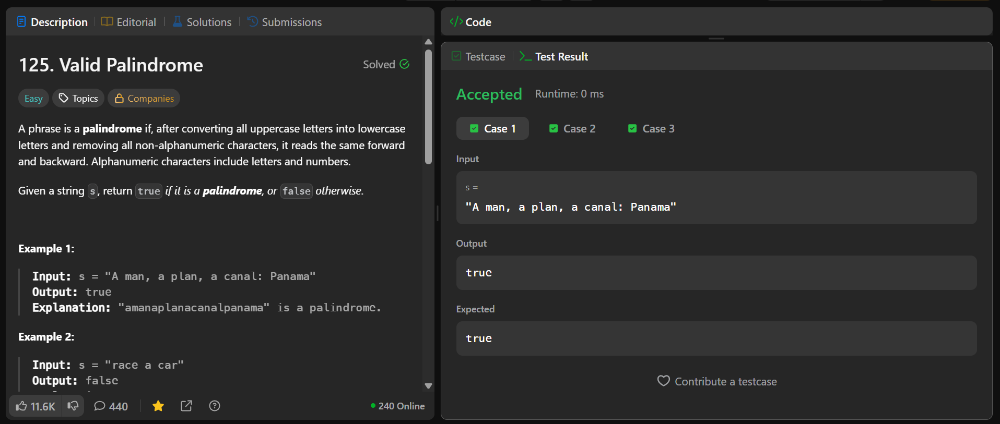 Description
Editorial
Solutions
Submissions
125. Valid Palindrome
Solved
Easy
Topics
Companies
A phrase is a palindrome if, after converting all uppercase letters into lowercase
letters and removing all non-alphanumeric characters, it reads the same forward
and backward. Alphanumeric characters include letters and numbers.
Given a string s, return true if it is a palindrome, or false otherwise.
Example 1:
Input: s = "A man, a plan, a canal: Panama"
Output: true
Explanation: "amanaplanacanalpanama" is a palindrome.
Example 2:
Input: s = "race a car"
Output: false
11.6K
440
240 Online
</> Code
Testcase
Test Result
Accepted
Runtime: 0 ms
Case 1
Case 2
Case 3
Input
s =
"A man, a plan, a canal: Panama"
Output
true
Expected
true
Contribute a testcase